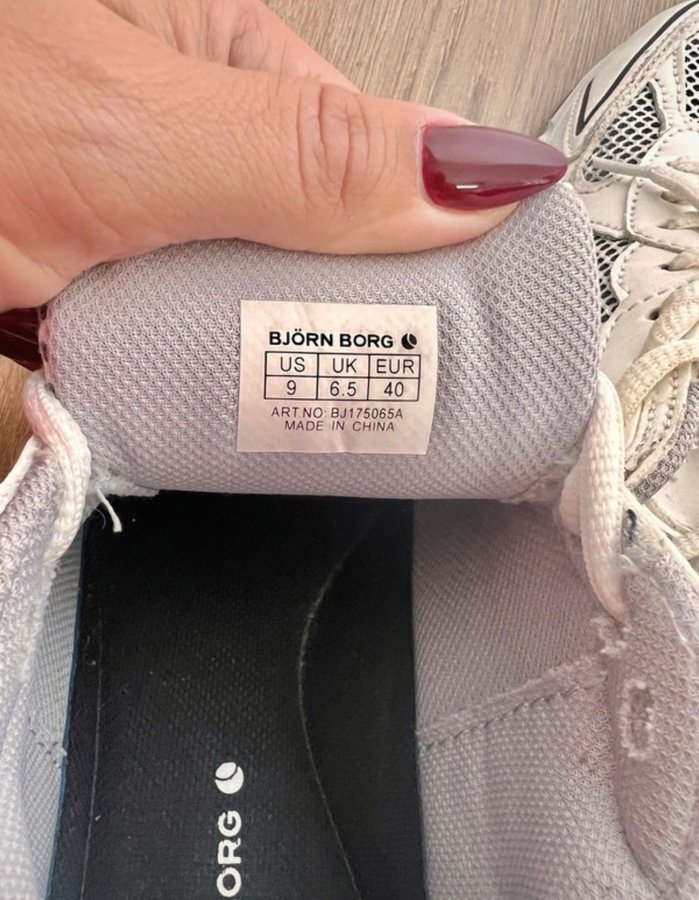 BJÖRN BORG
US UK EUR
9 6.5 40
ART.NO: BJ175065A
MADE IN CHINA
ORG